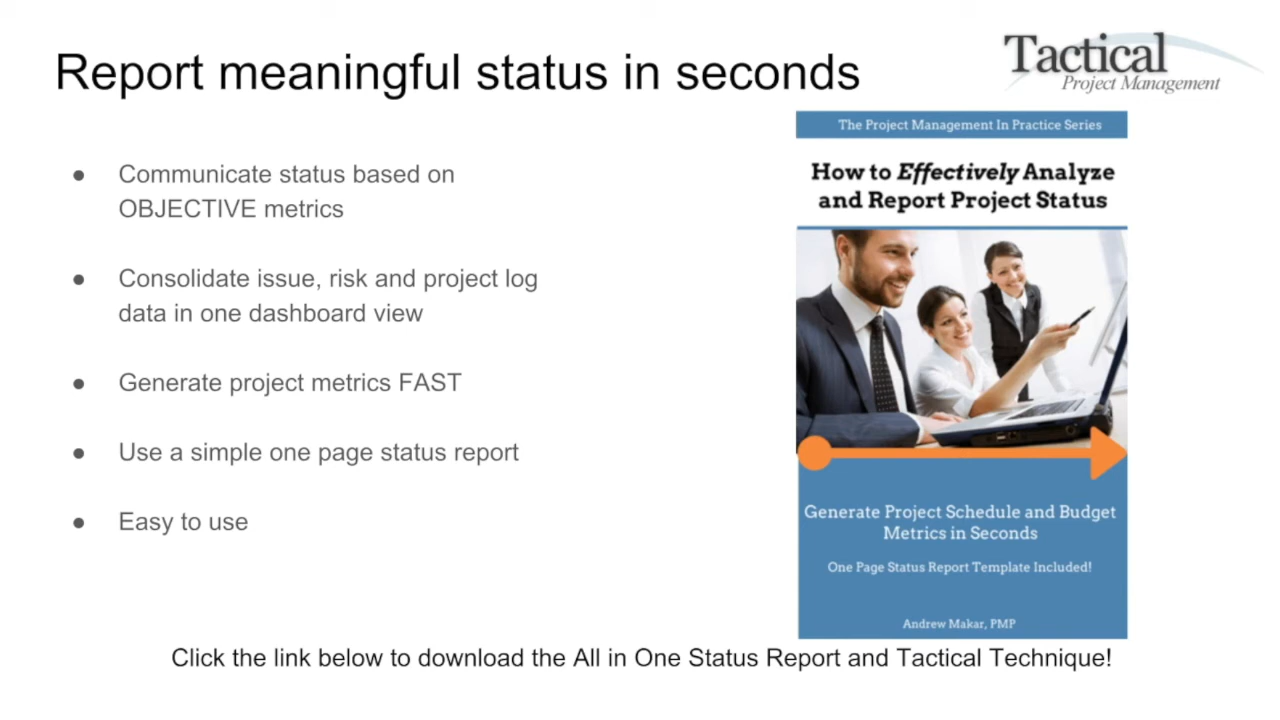 Report meaningful status in seconds
Tactical
Project Management
● Communicate status based on
OBJECTIVE metrics
● Consolidate issue, risk and project log
data in one dashboard view
● Generate project metrics FAST
● Use a simple one page status report
● Easy to use
The Project Management In Practice Series
How to Effectively Analyze
and Report Project Status
Generate Project Schedule and Budget
Metrics in Seconds
One Page Status Report Template Included!
Andrew Makar, PMP
Click the link below to download the All in One Status Report and Tactical Technique!